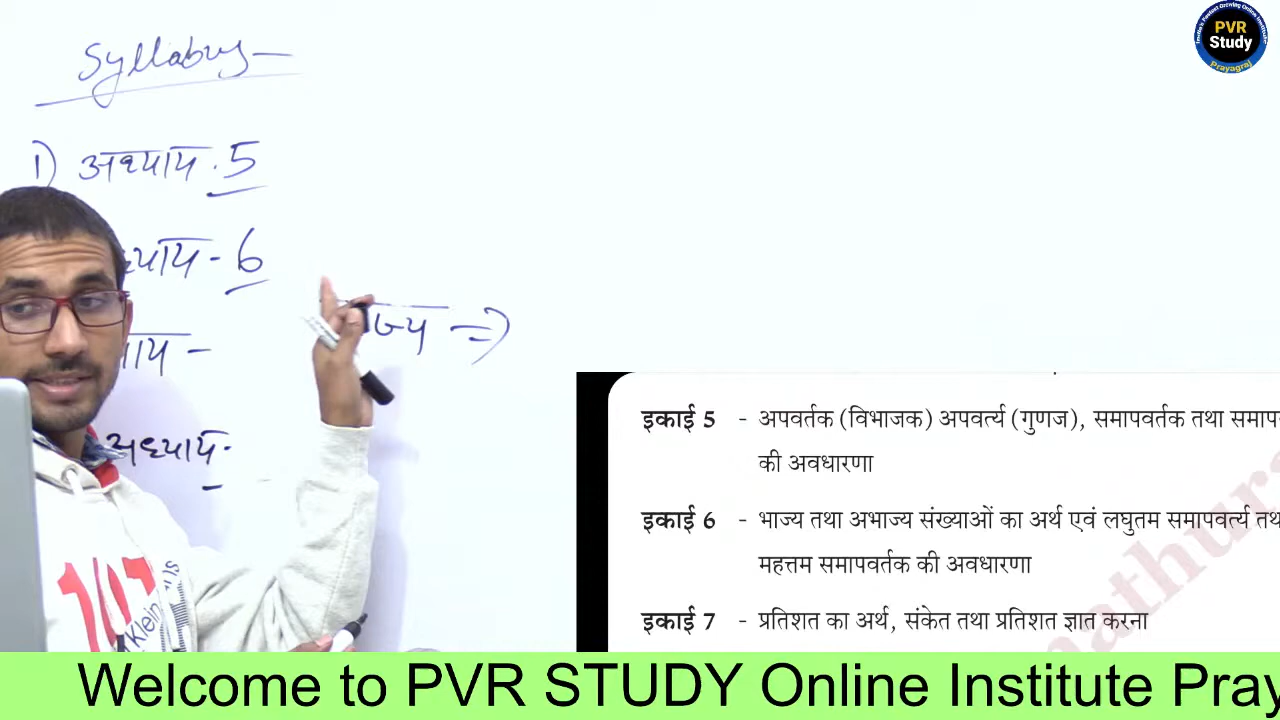 Syllabus -
1) अध्याय . 5
ध्याय - 6
ज्य =>
याय -
अध्याय .
PVR
Study
Prayagraj
इकाई 5 - अपवर्तक (विभाजक) अपवर्त्य (गुणज), समापवर्तक तथा समाप
की अवधारणा
इकाई 6 - भाज्य तथा अभाज्य संख्याओं का अर्थ एवं लघुतम समापवर्त्य तथ
महत्तम समापवर्तक की अवधारणा
इकाई 7 - प्रतिशत का अर्थ, संकेत तथा प्रतिशत ज्ञात करना
Klein
Welcome to PVR STUDY Online Institute Pray